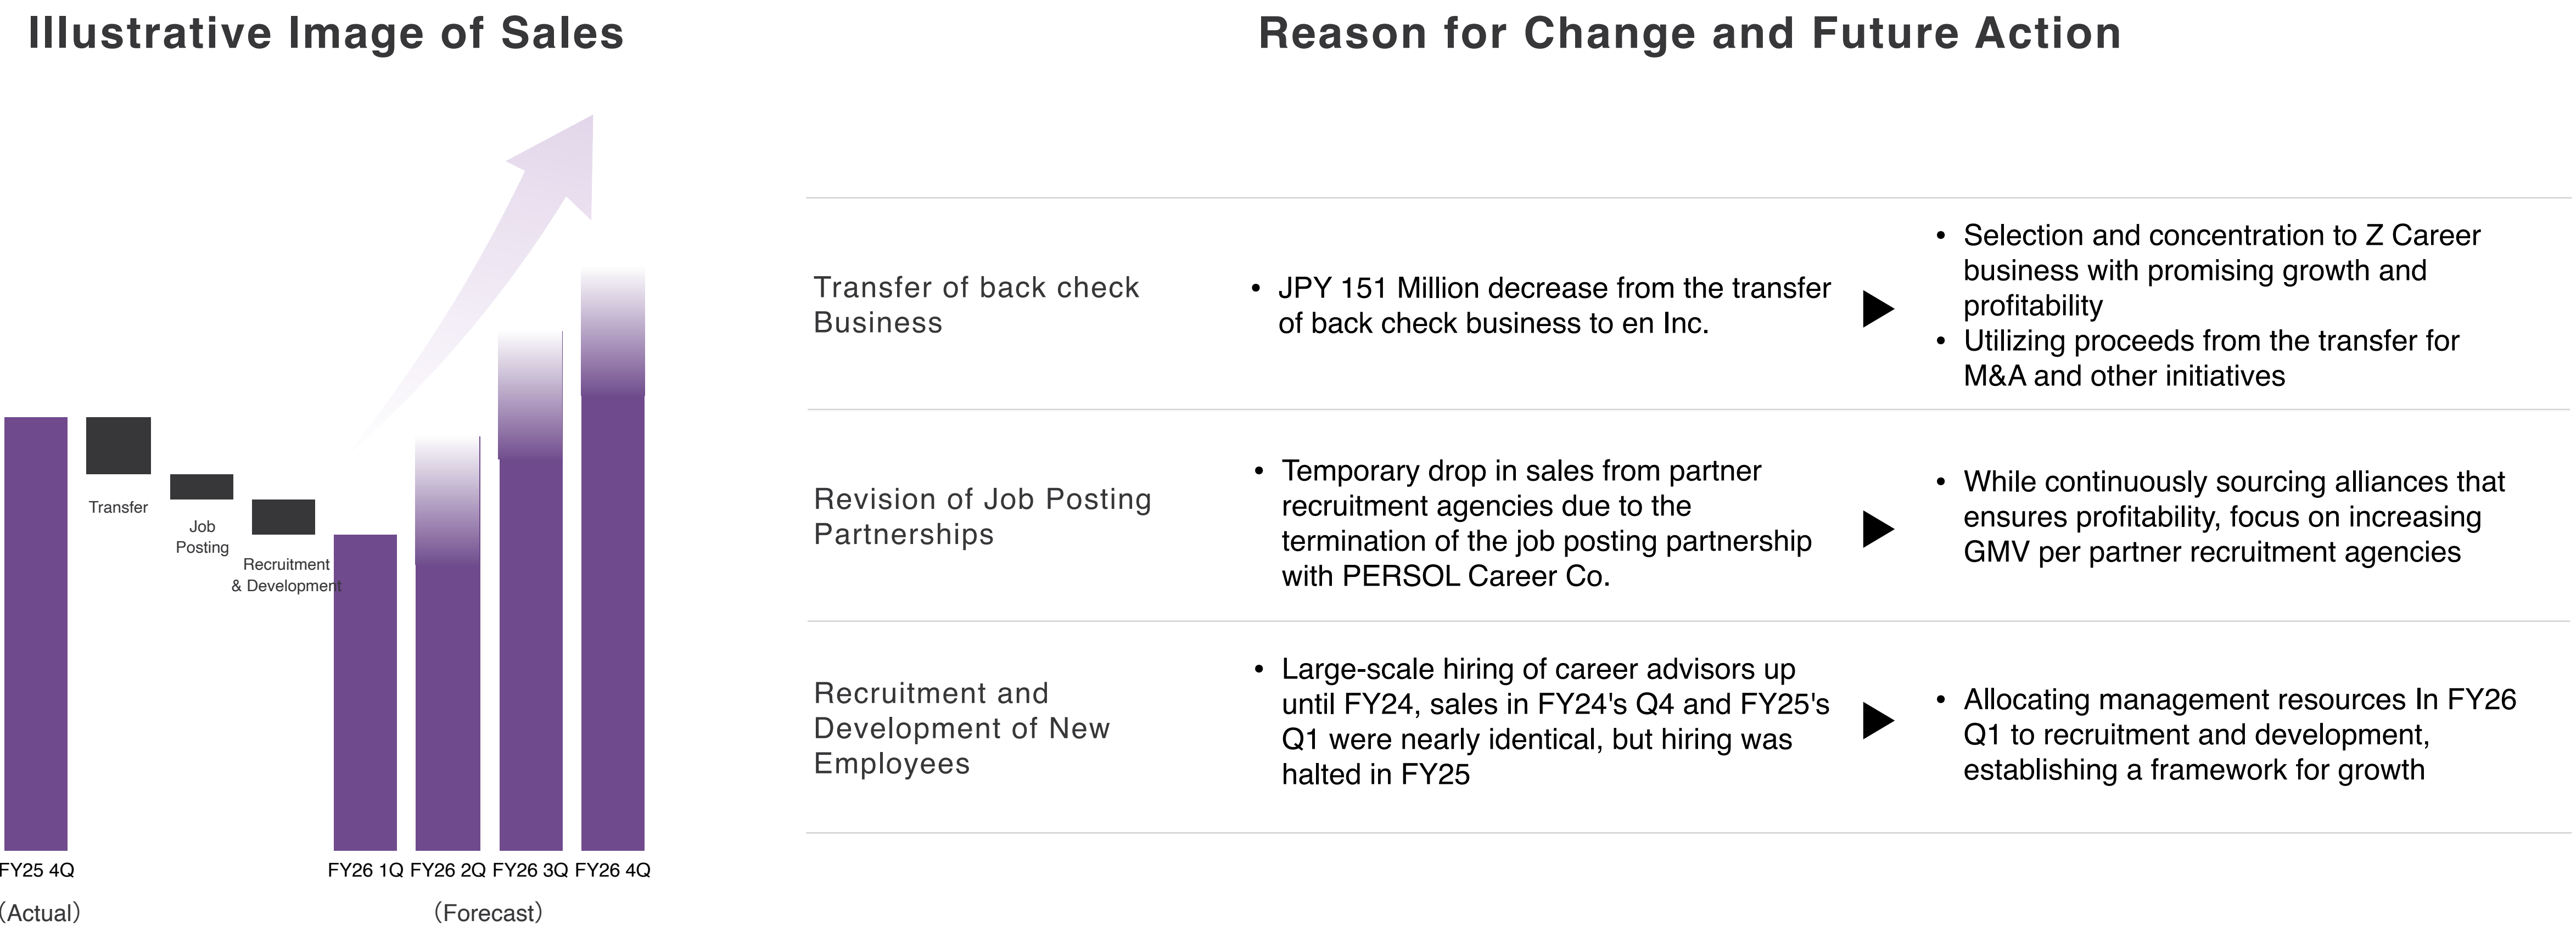 Illustrative Image of Sales
Reason for Change and Future Action
Transfer
Job
Posting
Recruitment
& Development
FY25 4Q
FY26 1Q FY26 2Q FY26 3Q FY26 4Q
(Actual)
(Forecast)
Transfer of back check
Business
• JPY 151 Million decrease from the transfer
of back check business to en Inc.
• Selection and concentration to Z Career
business with promising growth and
profitability
• Utilizing proceeds from the transfer for
M&A and other initiatives
Revision of Job Posting
Partnerships
• Temporary drop in sales from partner
recruitment agencies due to the
termination of the job posting partnership
with PERSOL Career Co.
• While continuously sourcing alliances that
ensures profitability, focus on increasing
GMV per partner recruitment agencies
Recruitment and
Development of New
Employees
• Large-scale hiring of career advisors up
until FY24, sales in FY24's Q4 and FY25's
Q1 were nearly identical, but hiring was
halted in FY25
• Allocating management resources In FY26
Q1 to recruitment and development,
establishing a framework for growth